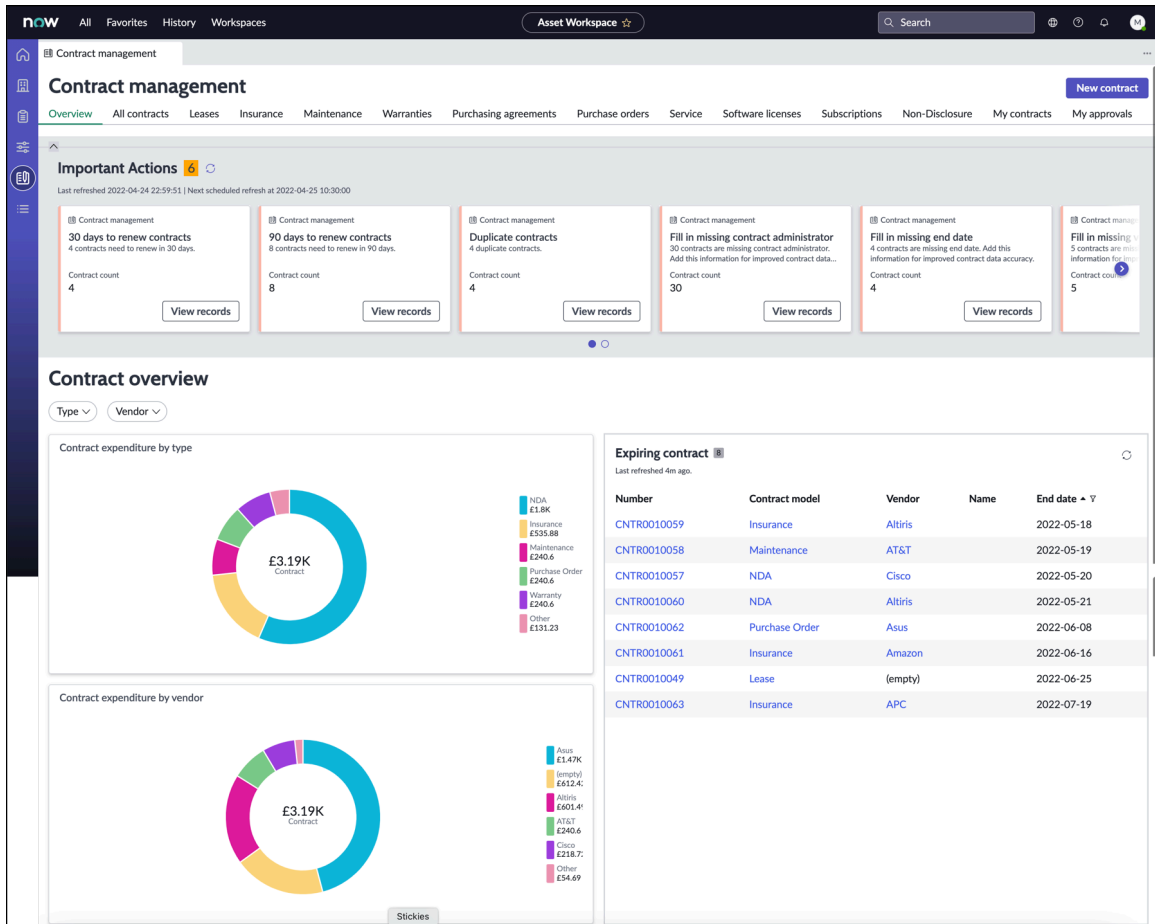 now All Favorites History Workspaces Asset Workspace ☆ Search M
Contract management
Contract management
New contract
Overview All contracts Leases Insurance Maintenance Warranties Purchasing agreements Purchase orders Service Software licenses Subscriptions Non-Disclosure My contracts My approvals
Important Actions 6
Last refreshed 2022-04-24 22:59:51 | Next scheduled refresh at 2022-04-25 10:30:00
Contract management
30 days to renew contracts
4 contracts need to renew in 30 days.
Contract count
4
View records
Contract management
90 days to renew contracts
8 contracts need to renew in 90 days.
Contract count
8
View records
Contract management
Duplicate contracts
4 duplicate contracts.
Contract count
4
View records
Contract management
Fill in missing contract administrator
30 contracts are missing contract administrator.
Add this information for improved contract data...
Contract count
30
View records
Contract management
Fill in missing end date
4 contracts are missing end date. Add this
information for improved contract data accuracy.
Contract count
4
View records
Contract
Fill in missing
5 contracts are
information for
Contract
5
Contract overview
Type Vendor
Contract expenditure by type
£3.19K
Contract
NDA
£1.8K
Insurance
£535.88
Maintenance
£240.6
Purchase Order
£240.6
Warranty
£240.6
Other
£131.23
Contract expenditure by vendor
£3.19K
Contract
Asus
£1.47K
(empty)
£612.4
Altiris
£601.4
AT&T
£240.6
Cisco
£218.7
Other
£54.69
Expiring contract 8
Last refreshed 4m ago.
Number Contract model Vendor Name End date
CNTR0010059 Insurance Altiris 2022-05-18
CNTR0010058 Maintenance AT&T 2022-05-19
CNTR0010057 NDA Cisco 2022-05-20
CNTR0010060 NDA Altiris 2022-05-21
CNTR0010062 Purchase Order Asus 2022-06-08
CNTR0010061 Insurance Amazon 2022-06-16
CNTR0010049 Lease (empty) 2022-06-25
CNTR0010063 Insurance APC 2022-07-19
Stickies